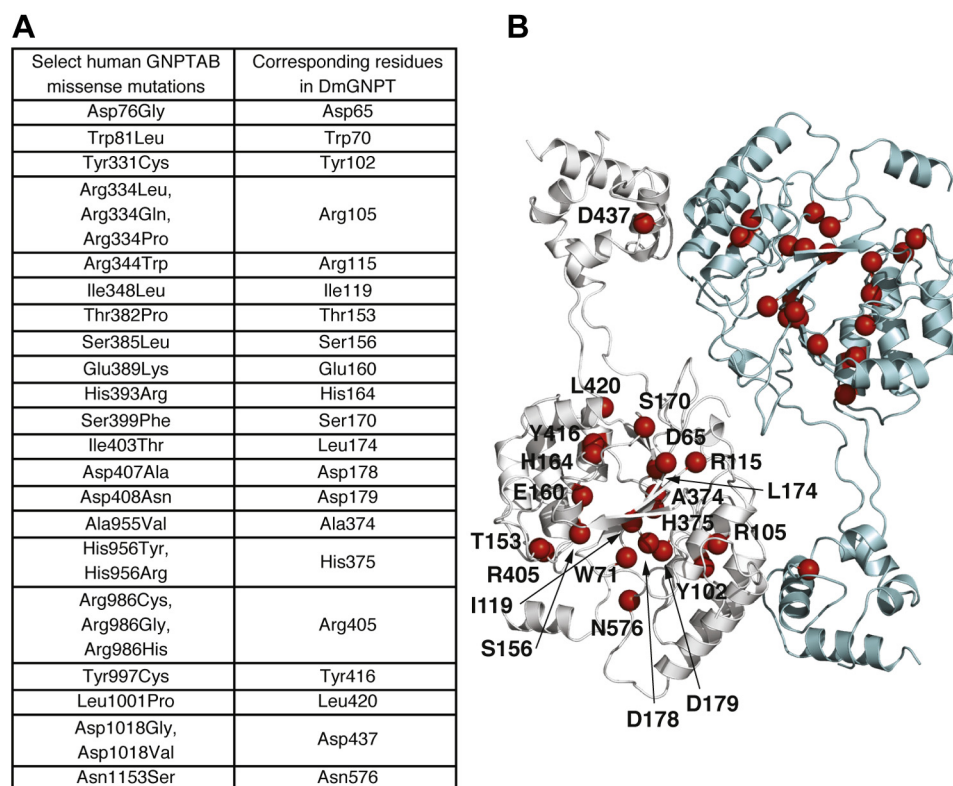 A
Select human GNPTAB missense mutations
Corresponding residues in DmGNPT
Asp76Gly Asp65
Trp81Leu Trp70
Tyr331Cys Tyr102
Arg334Leu,
Arg334Gln, Arg105
Arg334Pro
Arg344Trp Arg115
Ile348Leu Ile119
Thr382Pro Thr153
Ser385Leu Ser156
Glu389Lys Glu160
His393Arg His164
Ser399Phe Ser170
Ile403Thr Leu174
Asp407Ala Asp178
Asp408Asn Asp179
Ala955Val Ala374
His956Tyr, His375
His956Arg
Arg986Cys,
Arg986Gly, Arg405
Arg986His
Tyr997Cys Tyr416
Leu1001Pro Leu420
Asp1018Gly, Asp437
Asp1018Val
Asn1153Ser Asn576
B
D437
L420
S170
Y416
D65
H164
R115
L174
E160
A374
H375
R105
T153
R405
W71
Y102
I119
N576
S156
D178
D179